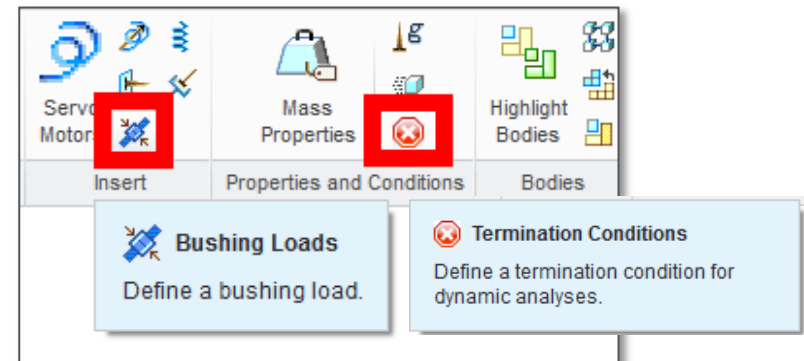 Servo
Motor
Mass
Properties
g
Highlight
Bodies
Insert
Properties and Conditions
Bodies
Bushing Loads
Define a bushing load.
Termination Conditions
Define a termination condition for
dynamic analyses.